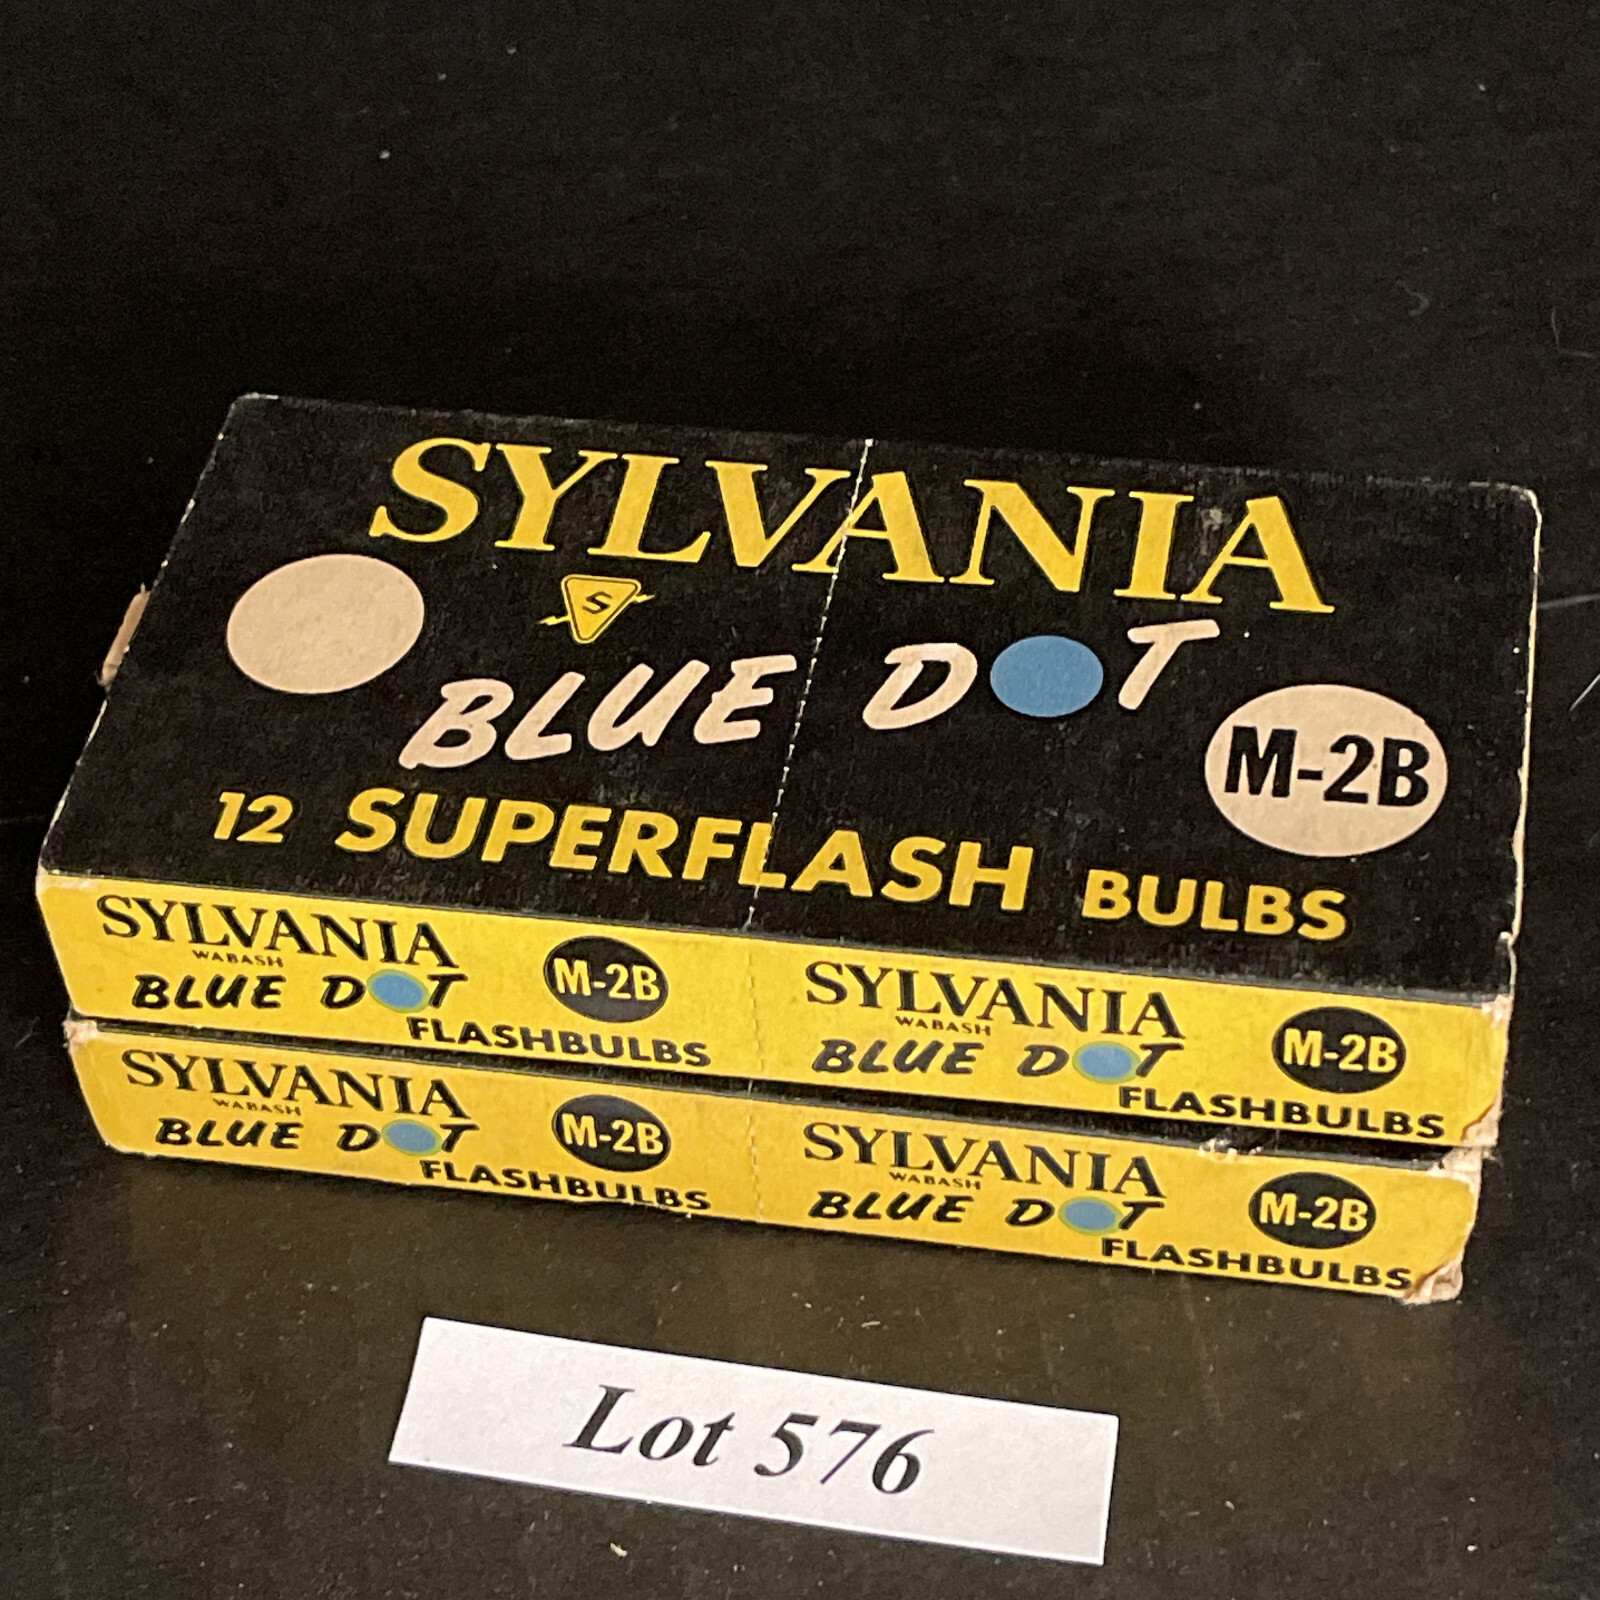 SYLVANIA
S
BLUE DOT
M-2B
12 SUPERFLASH BULBS
SYLVANIA
WABASH
BLUE DOT
M-2B
FLASHBULBS
SYLVANIA
WABASH
BLUE DOT
M-2B
FLASHBULBS
SYLVANIA
WABASH
BLUE DOT
M-2B
FLASHBULBS
SYLVANIA
WABASH
BLUE DOT
M-2B
FLASHBULBS
Lot 576